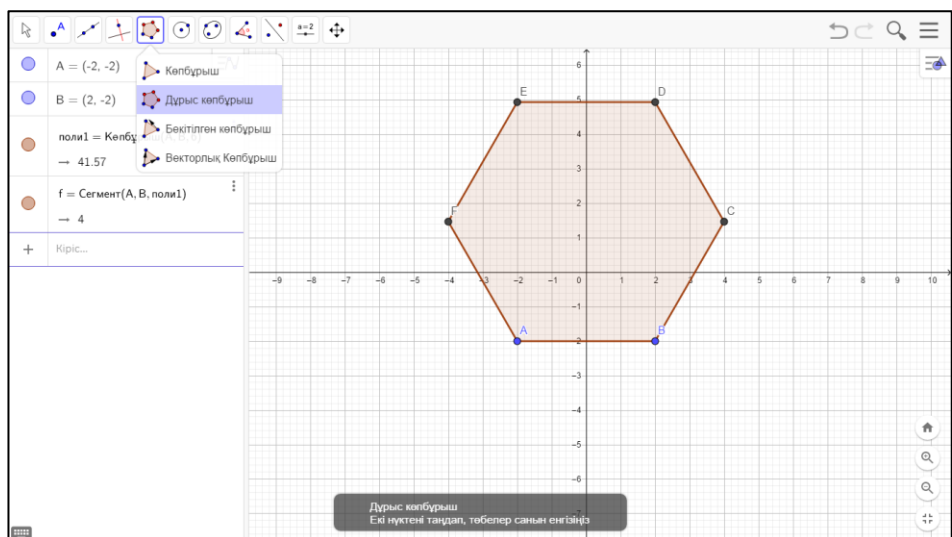 A
a=2
A = (-2, -2)
B = (2, -2)
поли1 = Көпбұ
→ 41.57
f = Сегмент(A, B, поли1)
→ 4
+ Кіріс...
Көпбұрыш
Дұрыс көпбұрыш
Бекітілген көпбұрыш
Векторлық Көпбұрыш
E D
F C
A B
6
5
4
3
2
1
−9 −8 −7 −6 −5 −4 −3 −2 −1 0 1 2 3 4 5 6 7 8 9 10
−1
−2
−3
−4
−5
−6
Дұрыс көпбұрыш
Екі нүктені таңдап, төбелер санын енгізіңіз